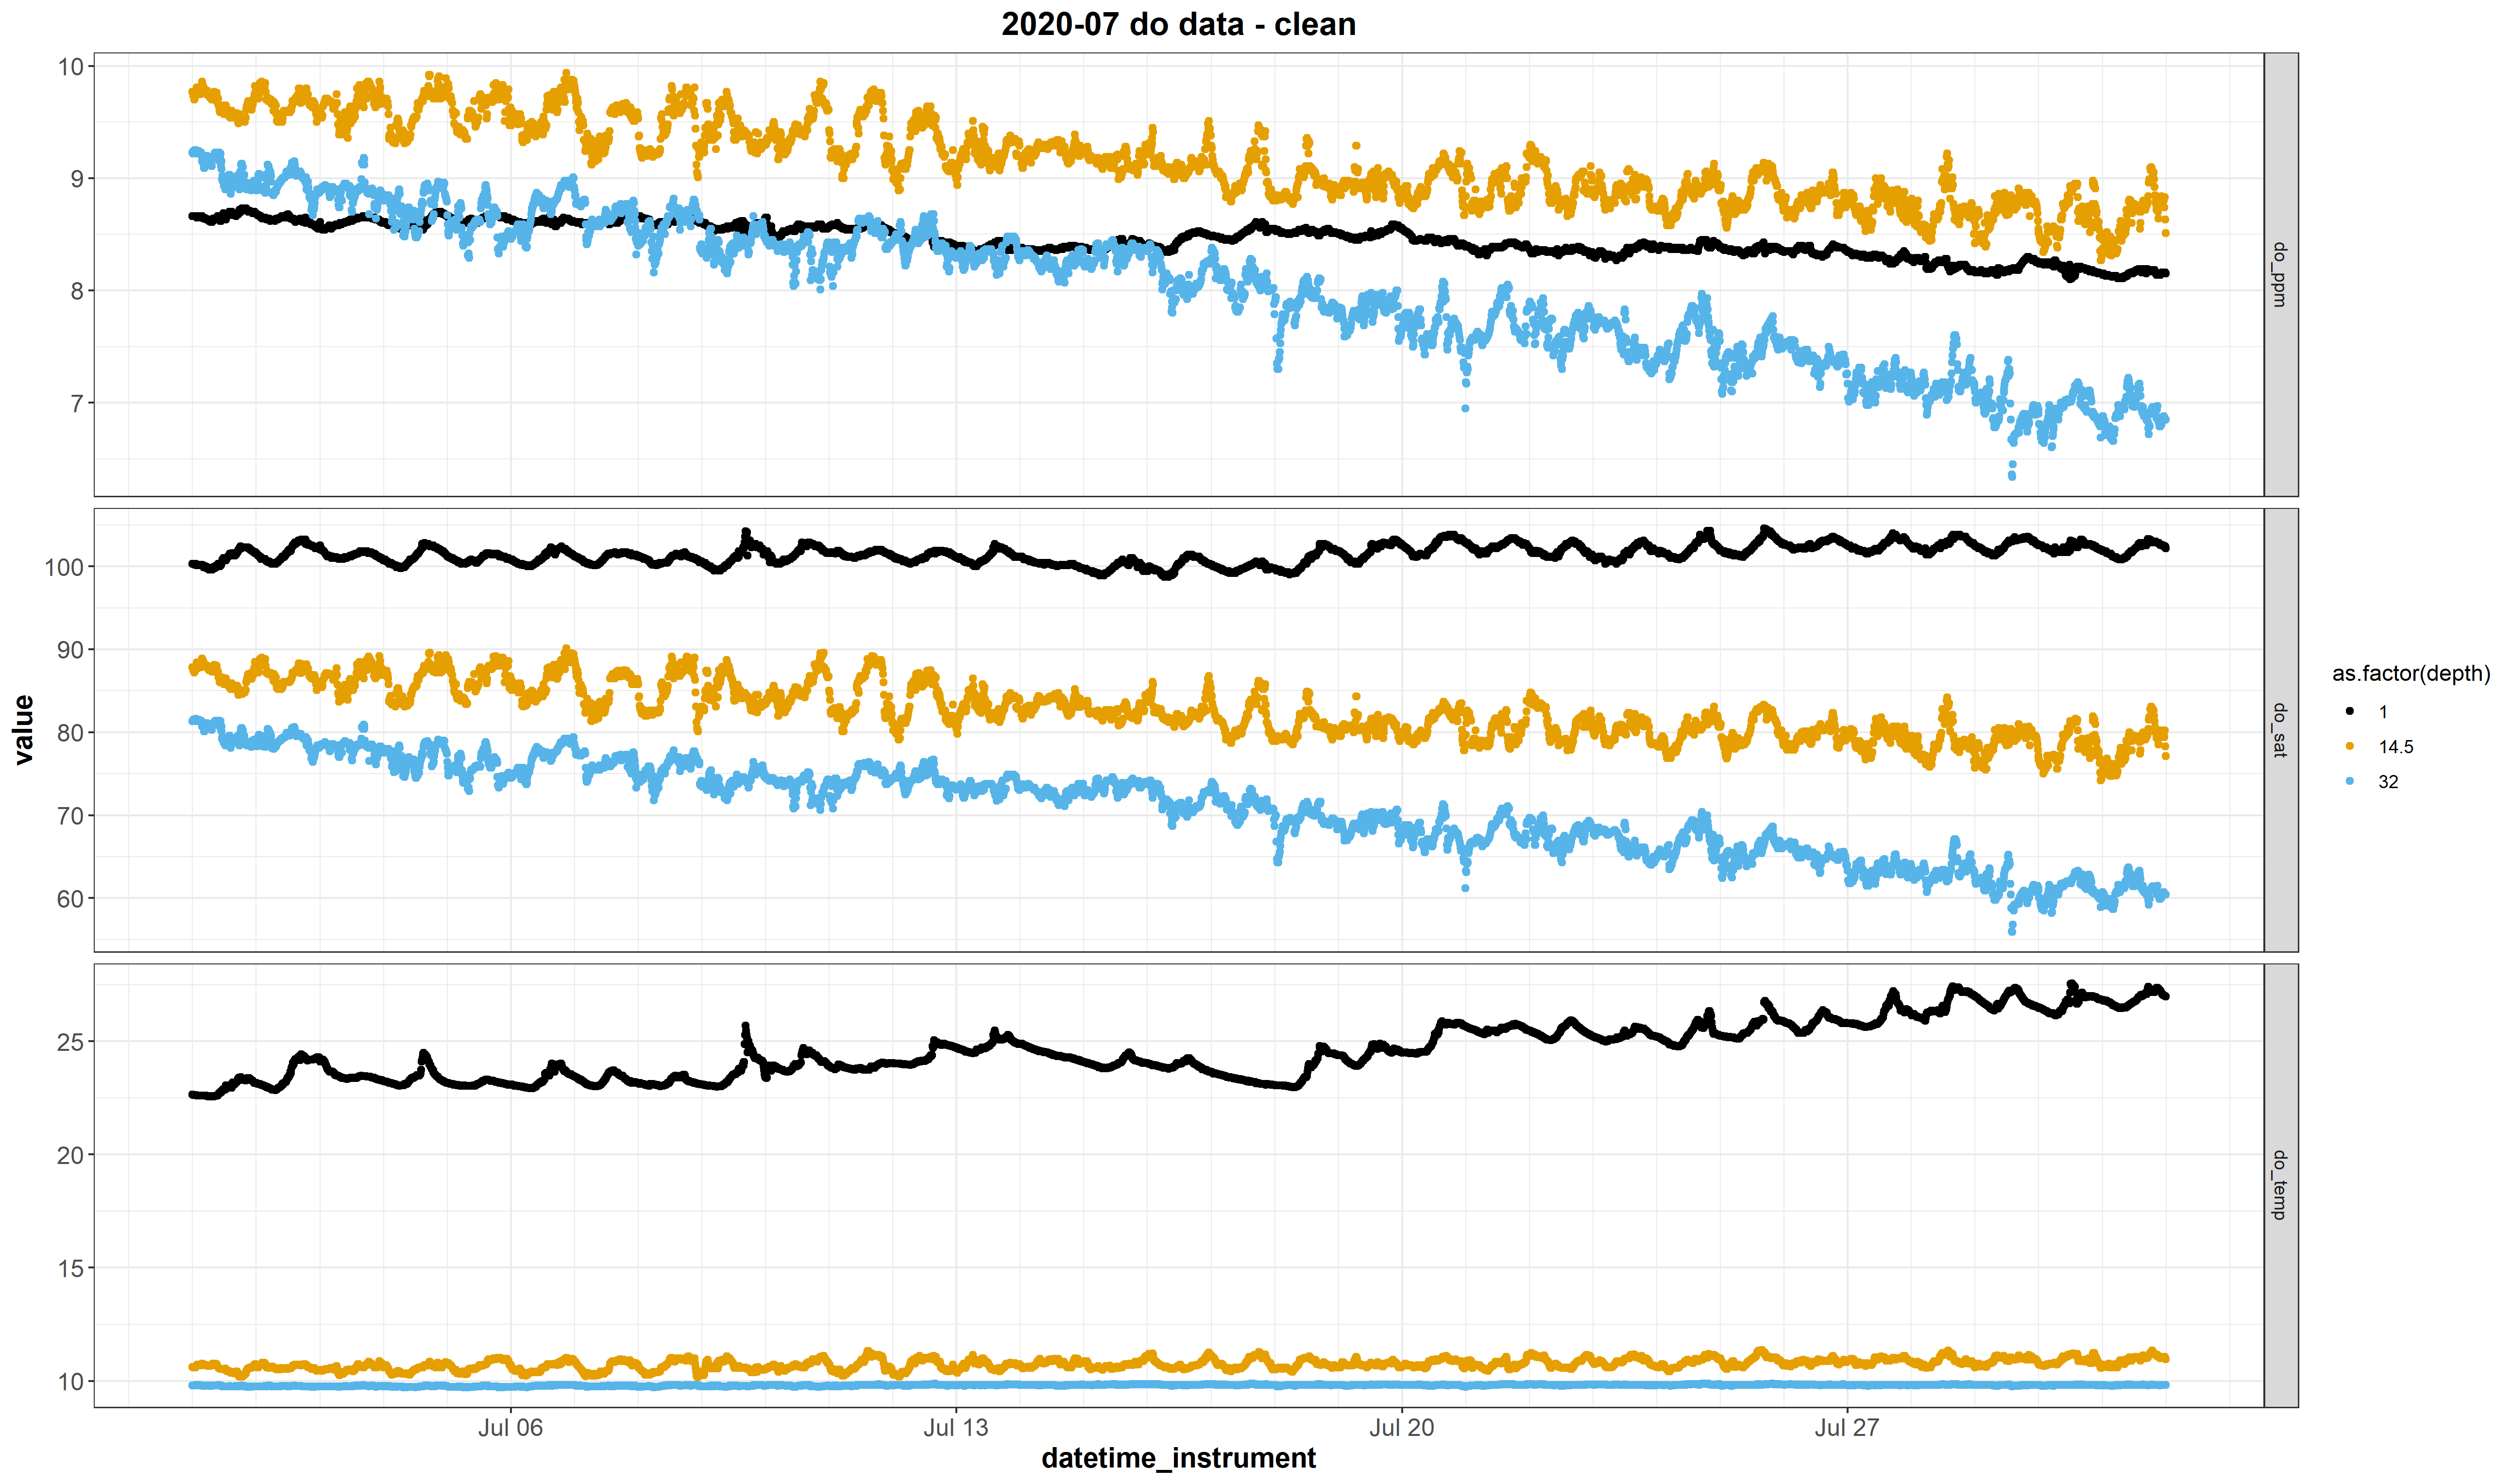 2020-07 do data - clean
10
9
8
7
do_ppm
100
90
80
70
60
do_sat
25
20
15
10
do_temp
Jul 06
Jul 13
Jul 20
Jul 27
datetime_instrument
value
as.factor(depth)
1
14.5
32